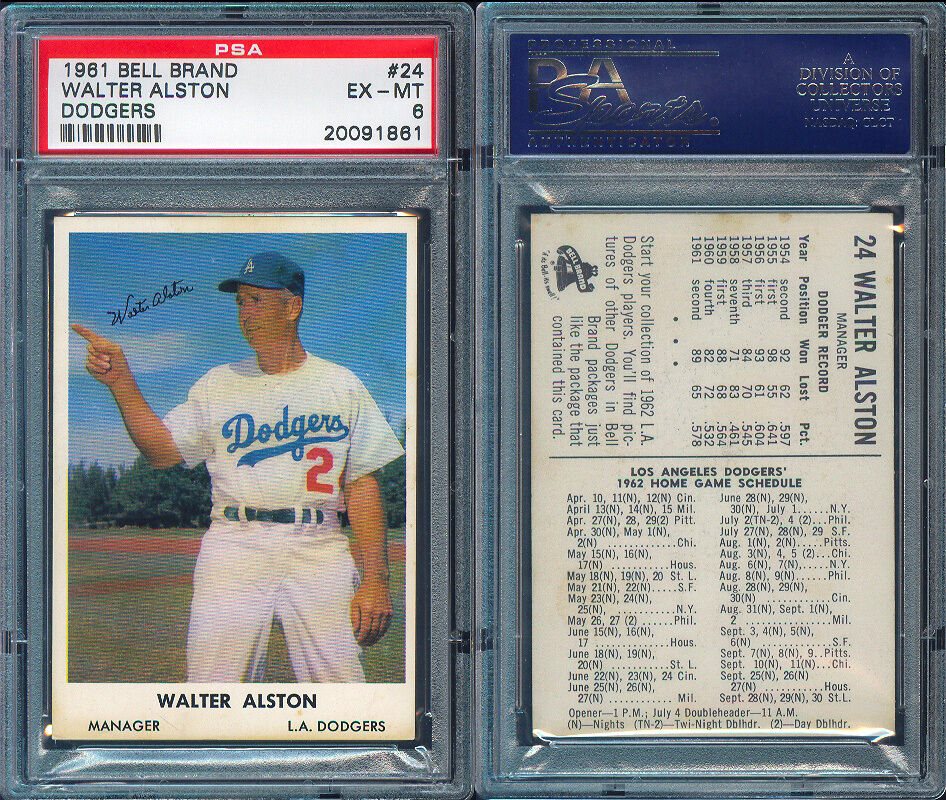 PSA
1961 BELL BRAND #24
WALTER ALSTON EX-MT
DODGERS 6
20091861
Walter Alston
Dodgers
2
WALTER ALSTON
MANAGER L.A. DODGERS
PROFESSIONAL
PSA
Sports
AUTHENTICATOR
A
DIVISION OF
COLLECTORS
UNIVERSE
NASDAQ: CLCT
24 WALTER ALSTON
MANAGER
DODGER RECORD
Year Position Won Lost Pct.
1954 second 92 62 .597
1955 first 98 55 .641
1956 first 93 61 .604
1957 third 84 70 .545
1958 seventh 71 83 .461
1959 first 88 68 .564
1960 fourth 82 72 .532
1961 second 89 65 .578
Start your collection of 1962 L.A.
Dodgers players. You'll find pic-
tures of other Dodgers in Bell
Brand packages just
like the package that
contained this card.
BELL BRAND
LOS ANGELES DODGERS'
1962 HOME GAME SCHEDULE
Apr. 10, 11(N), 12(N) Cin.
April 13(N), 14(N), 15 Mil.
Apr. 27(N), 28, 29(2) Pitt.
Apr. 30(N), May 1(N),
2(N) ..............Chi.
May 15(N), 16(N),
17(N) ............Hous.
May 18(N), 19(N), 20 St. L.
May 21(N), 22(N) .....S.F.
May 23(N), 24(N),
25(N), .............N.Y.
May 26, 27 (2) ......Phil.
June 15(N), 16(N),
17 .................Hous.
June 18(N), 19(N),
20(N) .............St. L.
June 22(N), 23(N), 24 Cin.
June 25(N), 26(N),
27(N) .............. Mil.
June 28(N), 29(N),
30(N), July 1......N.Y.
July 2(TN-2), 4 (2)...Phil.
July 27(N), 28(N), 29 S.F.
Aug. 1(N), 2(N).....Pitts.
Aug. 3(N), 4, 5 (2)...Chi.
Aug. 6(N), 7(N),.....N.Y.
Aug. 8(N), 9(N).....Phil.
Aug. 28(N), 29(N),
30(N) ..............Cin.
Aug. 31(N), Sept. 1(N),
2 ..................Mil.
Sept. 3, 4(N), 5(N),
6(N) ...............S.F.
Sept. 7(N), 8(N), 9..Pitts.
Sept. 10(N), 11(N)...Chi.
Sept. 26(N),
27(N) ............Hous.
Sept. 28(N), 29(N), 30 St.L.
Opener—1 P.M.; July 4 Doubleheader—11 A.M.
(N)—Nights (TN-2)—Twi-Night Dblhdr. (2)—Day Dblhdr.